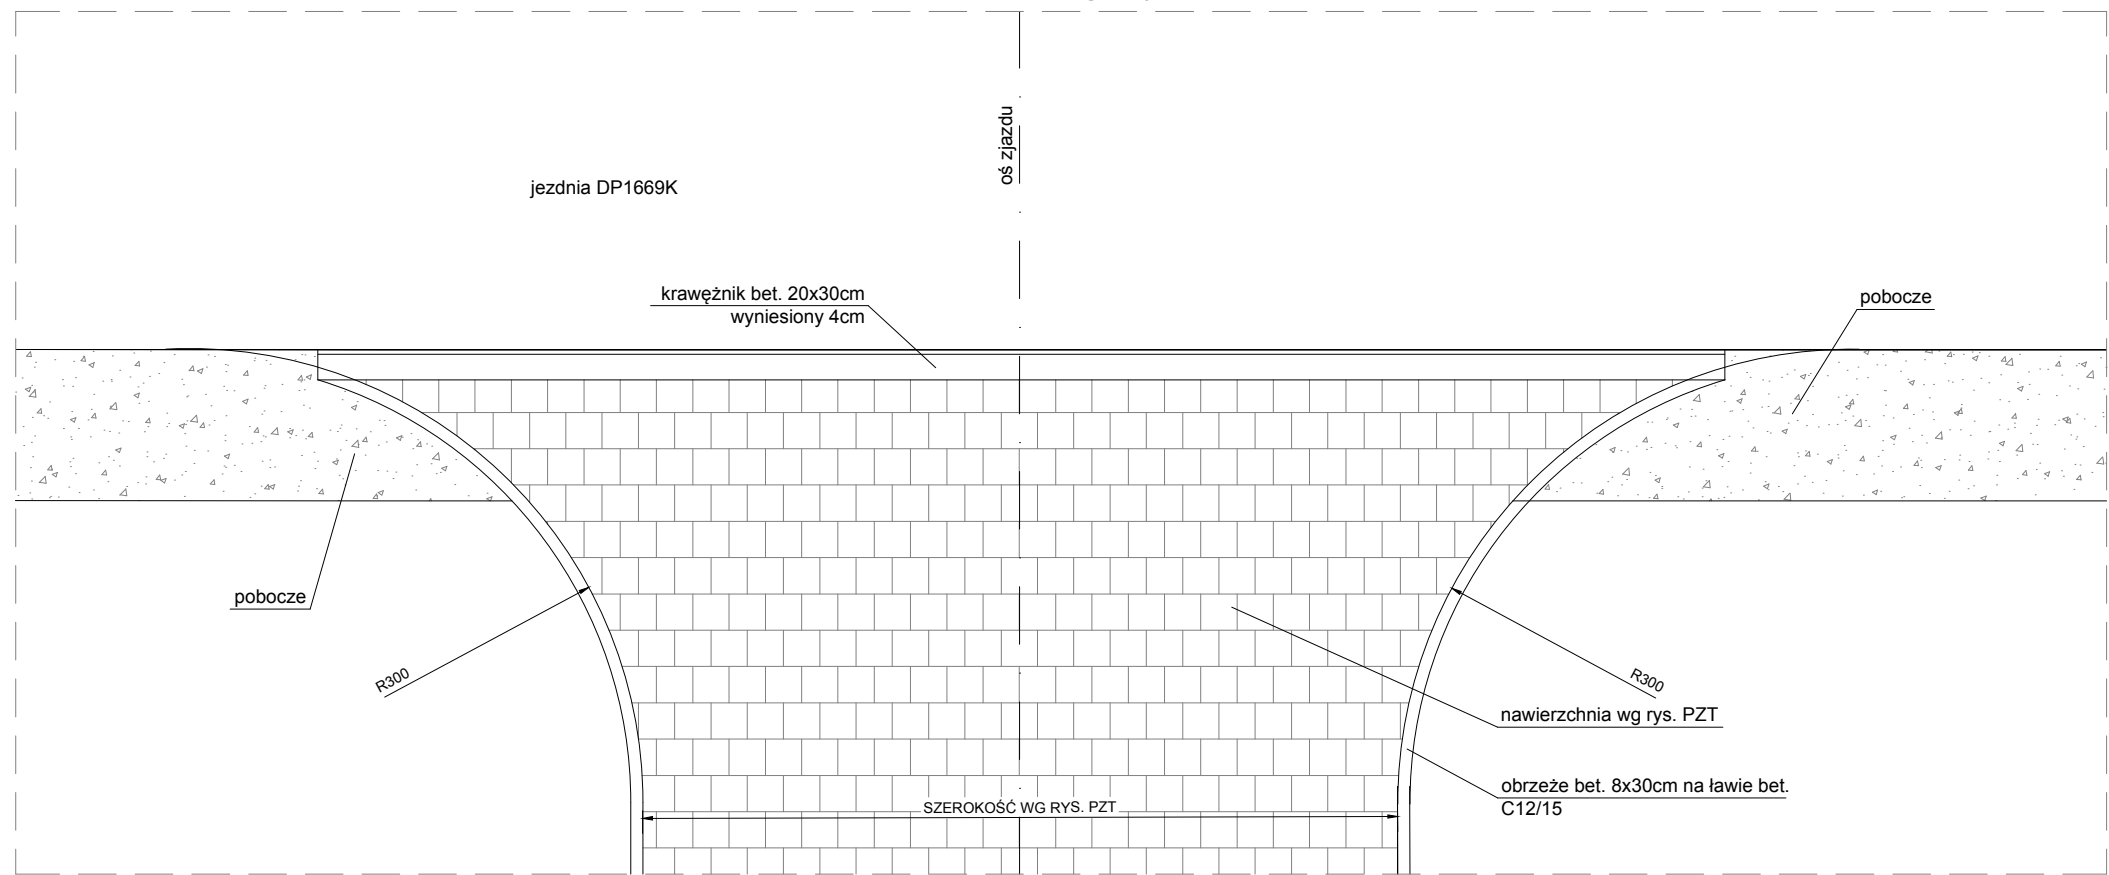 oś zjazdu
jezdnia DP1669K
krawężnik bet. 20x30cm
wyniesiony 4cm
pobocze
pobocze
R300
R300
nawierzchnia wg rys. PZT
obrzeże bet. 8x30cm na ławie bet.
C12/15
SZEROKOŚĆ WG RYS. PZT